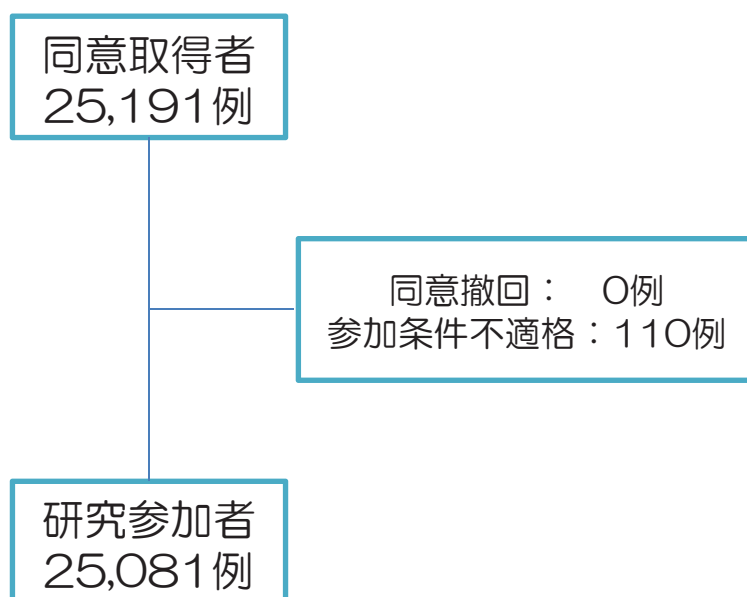 同意取得者
25,191例
同意撤回： 0例
参加条件不適格：110例
研究参加者
25,081例